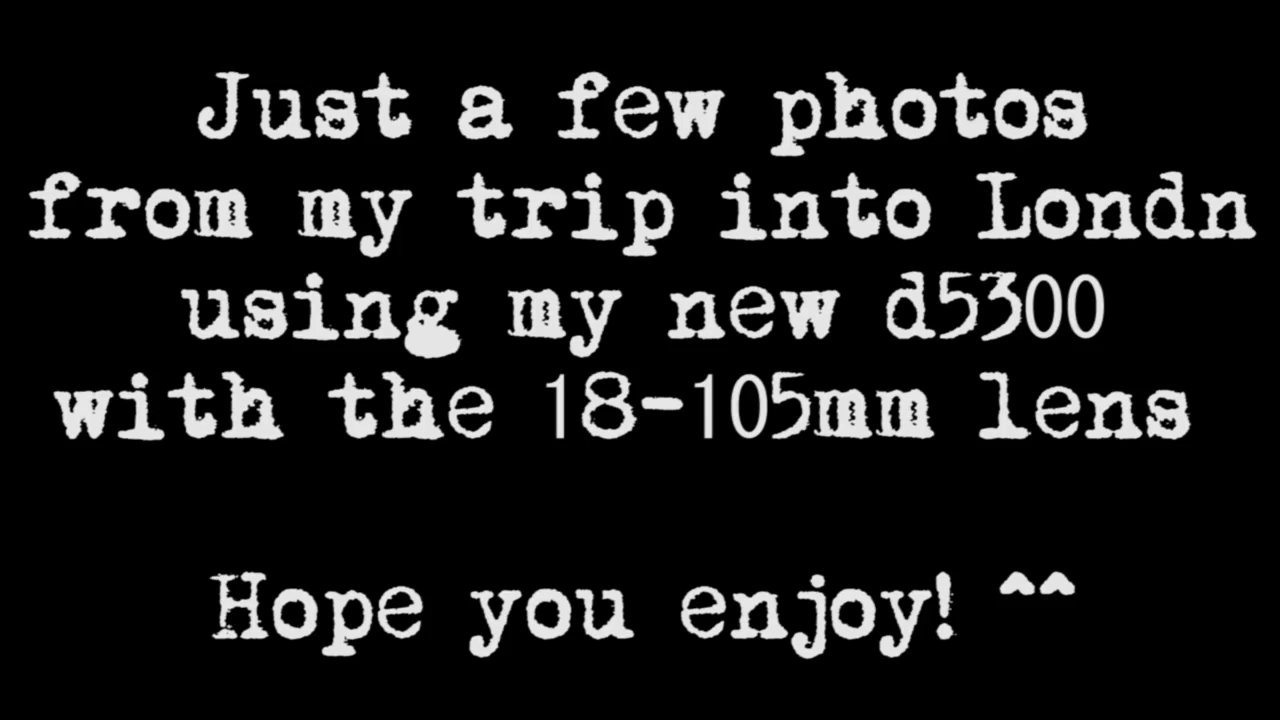 Just a few photos
from my trip into Londn
using my new d5300
with the 18-105mm lens
Hope you enjoy! ^^